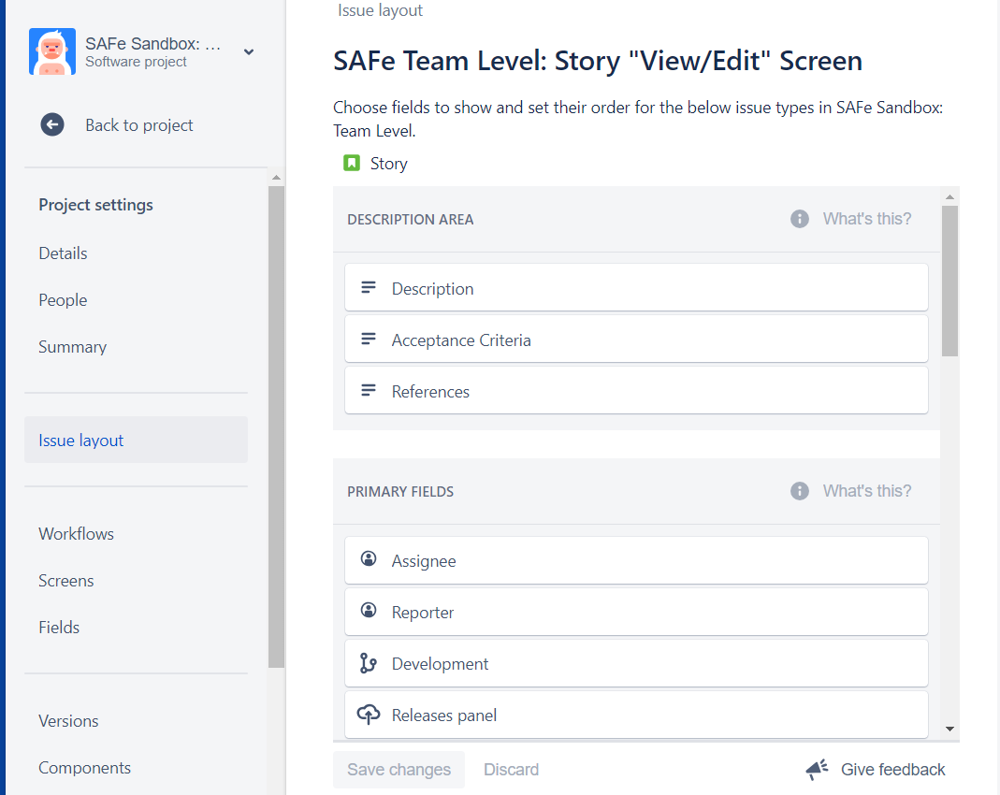 SAFe Sandbox: ...
Software project
Back to project
Project settings
Details
People
Summary
Issue layout
Workflows
Screens
Fields
Versions
Components
Issue layout
SAFe Team Level: Story "View/Edit" Screen
Choose fields to show and set their order for the below issue types in SAFe Sandbox:
Team Level.
Story
DESCRIPTION AREA
What's this?
Description
Acceptance Criteria
References
PRIMARY FIELDS
What's this?
Assignee
Reporter
Development
Releases panel
Save changes
Discard
Give feedback